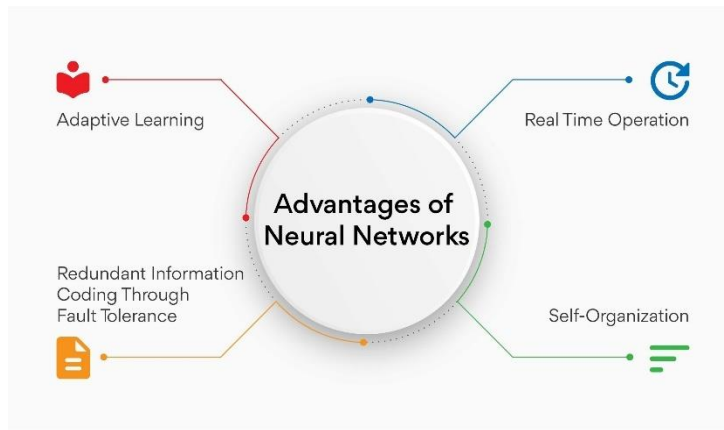 Adaptive Learning
Real Time Operation
Advantages of
Neural Networks
Redundant Information
Coding Through
Fault Tolerance
Self-Organization